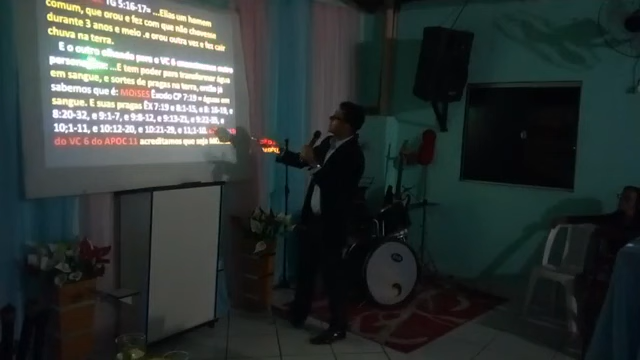 TG 5:16-17= ...Elias um homem
comum, que orou e fez com que não chovesse
durante 3 anos e meio ,e orou outra vez e fez cair
chuva na terra.
E o outro olhando para o VC 6
...E tem poder para transformar água
em sangue, e sortes de pragas na terra, então já
sabemos que é: MOISÉS Êxodo CP 7:19 = águas em
sangue. E suas pragas ÊX 7:19 e 8:1-15, e 8: 16-19, e
8:20-32, e 9:1-7, e 9:8-12, e 9:13-21, e 9:22-35, e
10;1-11, e 10:12-20, e 10:21-29, e 11;1-10.
do VC 6 do APOC 11 acreditamos que seja